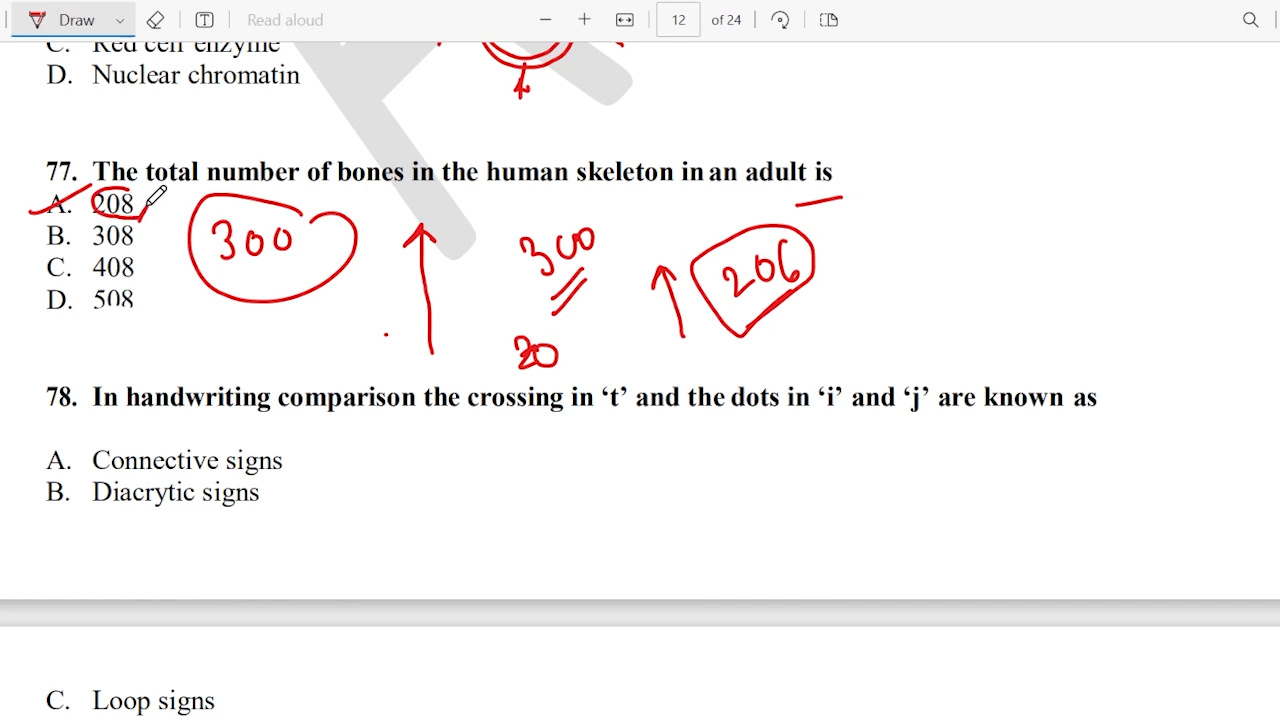 Draw
Read aloud
12 of 24
C. Red cell enzyme
D. Nuclear chromatin
77. The total number of bones in the human skeleton in an adult is
A. 208
B. 308
C. 408
D. 508
300
300
20
206
78. In handwriting comparison the crossing in ‘t’ and the dots in ‘i’ and ‘j’ are known as
A. Connective signs
B. Diacrytic signs
C. Loop signs